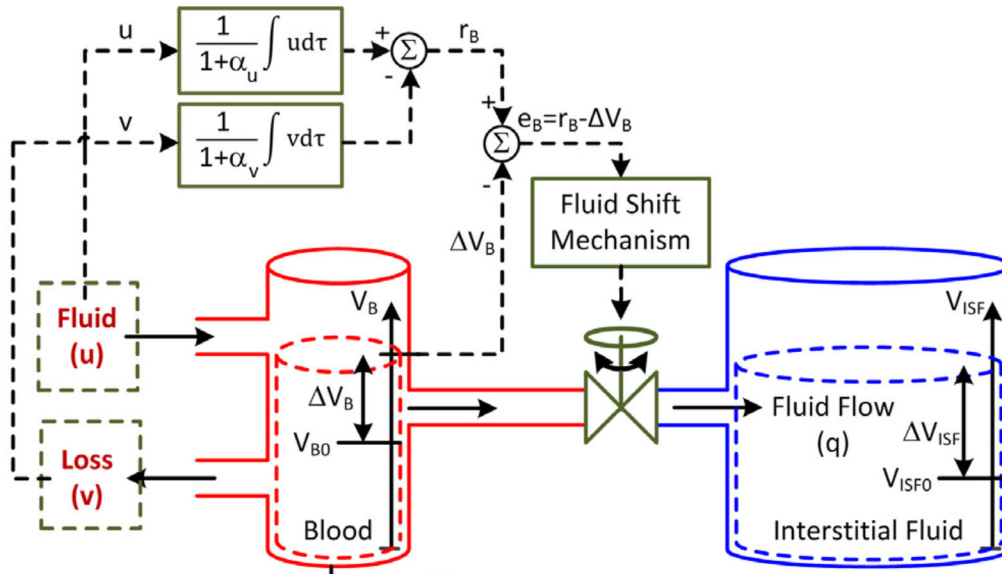 u
1/(1+α_u) ∫ udτ
+
Σ
-
r_B
v
1/(1+α_v) ∫ vdτ
+
Σ
-
e_B=r_B-ΔV_B
Fluid Shift
Mechanism
ΔV_B
Fluid
(u)
Loss
(v)
V_B
ΔV_B
V_B0
Blood
V_ISF
Fluid Flow
(q)
ΔV_ISF
V_ISF0
Interstitial Fluid